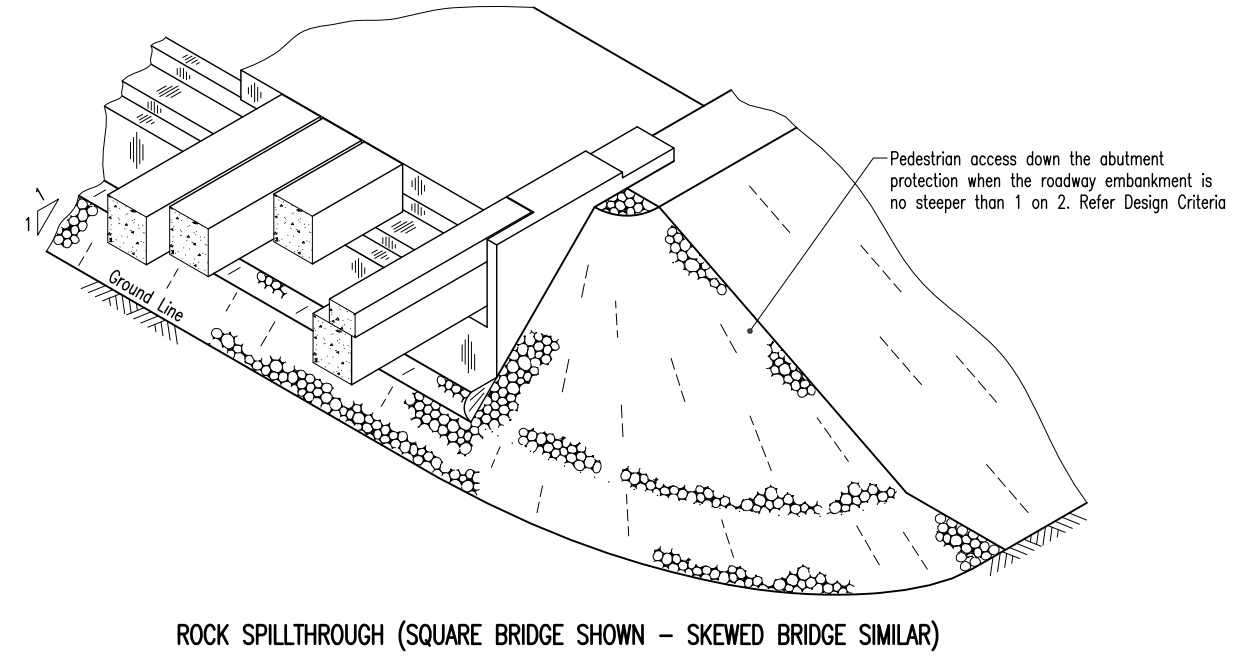 Pedestrian access down the abutment
protection when the roadway embankment is
no steeper than 1 on 2. Refer Design Criteria
1
1
Ground Line
ROCK SPILLTHROUGH (SQUARE BRIDGE SHOWN – SKEWED BRIDGE SIMILAR)